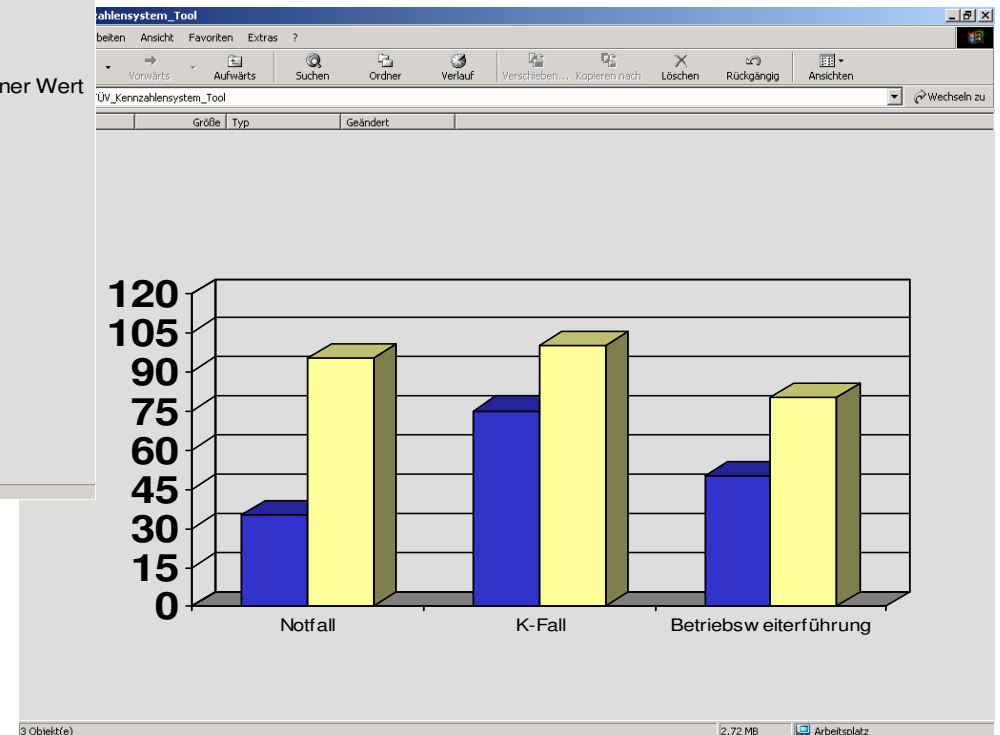 zahlensystem_Tool
beiten Ansicht Favoriten Extras ?
Vorwärts Aufwärts Suchen Ordner Verlauf Verschieben... Kopieren nach Löschen Rückgängig Ansichten
ner Wert
ÜV_Kennzahlensystem_Tool Wechseln zu
Größe Typ Geändert
120
105
90
75
60
45
30
15
0
Notfall K-Fall Betriebsw eiterführung
3 Objekt(e) 2,72 MB Arbeitsplatz